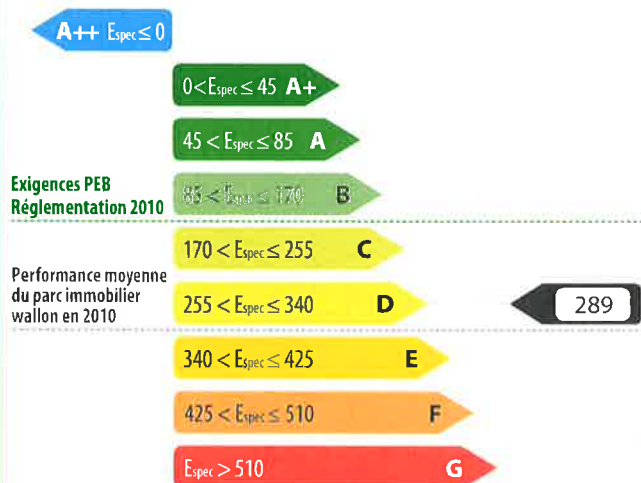 A++ Espec ≤ 0
0 < Espec ≤ 45 A+
45 < Espec ≤ 85 A
Exigences PEB
Réglementation 2010
85 < Espec ≤ 170 B
170 < Espec ≤ 255 C
Performance moyenne
du parc immobilier
wallon en 2010
255 < Espec ≤ 340 D
289
340 < Espec ≤ 425 E
425 < Espec ≤ 510 F
Espec > 510 G